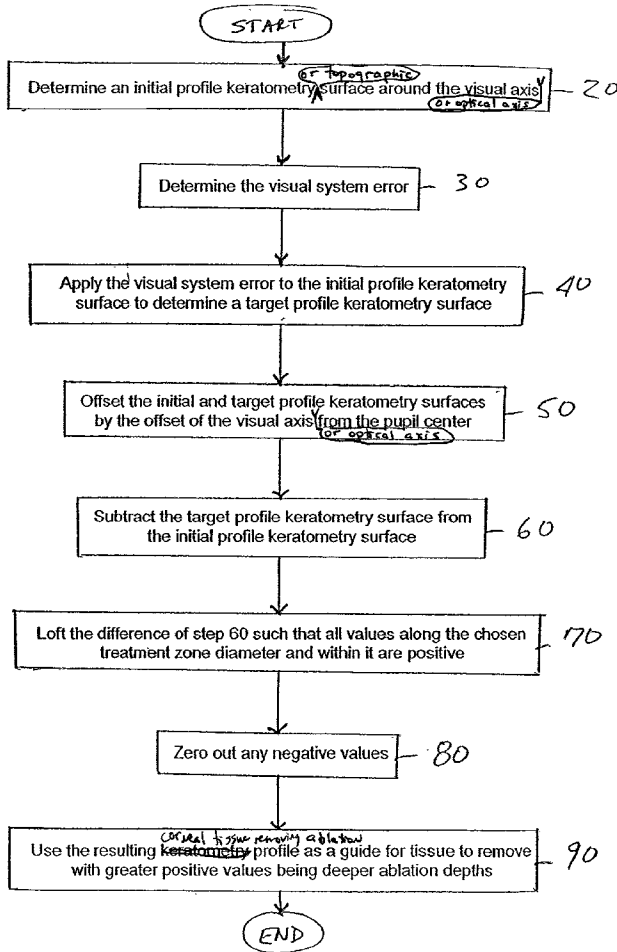 START
or topographic
Determine an initial profile keratometry surface around the visual axis
or optical axis
20
Determine the visual system error
30
Apply the visual system error to the initial profile keratometry
surface to determine a target profile keratometry surface
40
Offset the initial and target profile keratometry surfaces
by the offset of the visual axis from the pupil center
or optical axis
50
Subtract the target profile keratometry surface from
the initial profile keratometry surface
60
Loft the difference of step 60 such that all values along the chosen
treatment zone diameter and within it are positive
70
Zero out any negative values
80
corneal tissue removing ablation
Use the resulting keratometry profile as a guide for tissue to remove
with greater positive values being deeper ablation depths
90
END